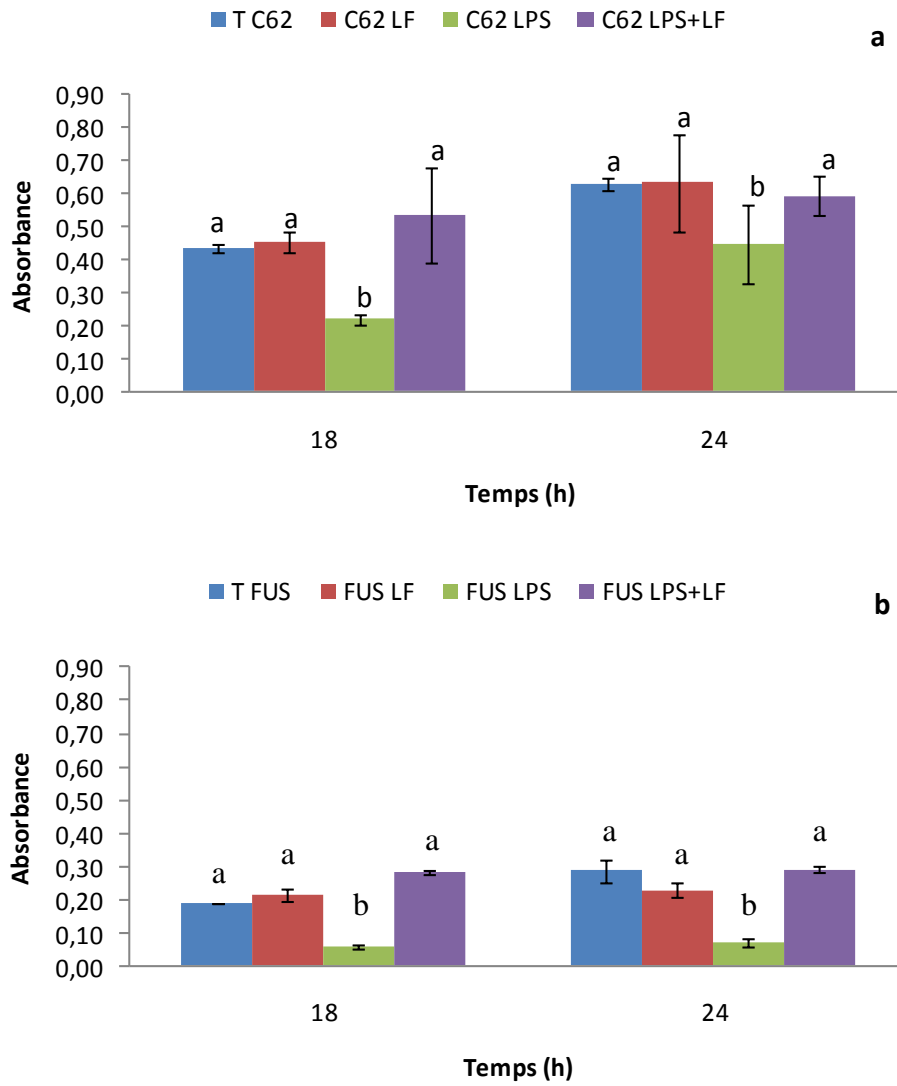 T C62 C62 LF C62 LPS C62 LPS+LF
a
0,90
0,80
0,70
0,60
0,50
0,40
0,30
0,20
0,10
0,00
Absorbance
a a b a a a b a
18 24
Temps (h)
T FUS FUS LF FUS LPS FUS LPS+LF
b
0,90
0,80
0,70
0,60
0,50
0,40
0,30
0,20
0,10
0,00
Absorbance
a a b a a a b a
18 24
Temps (h)